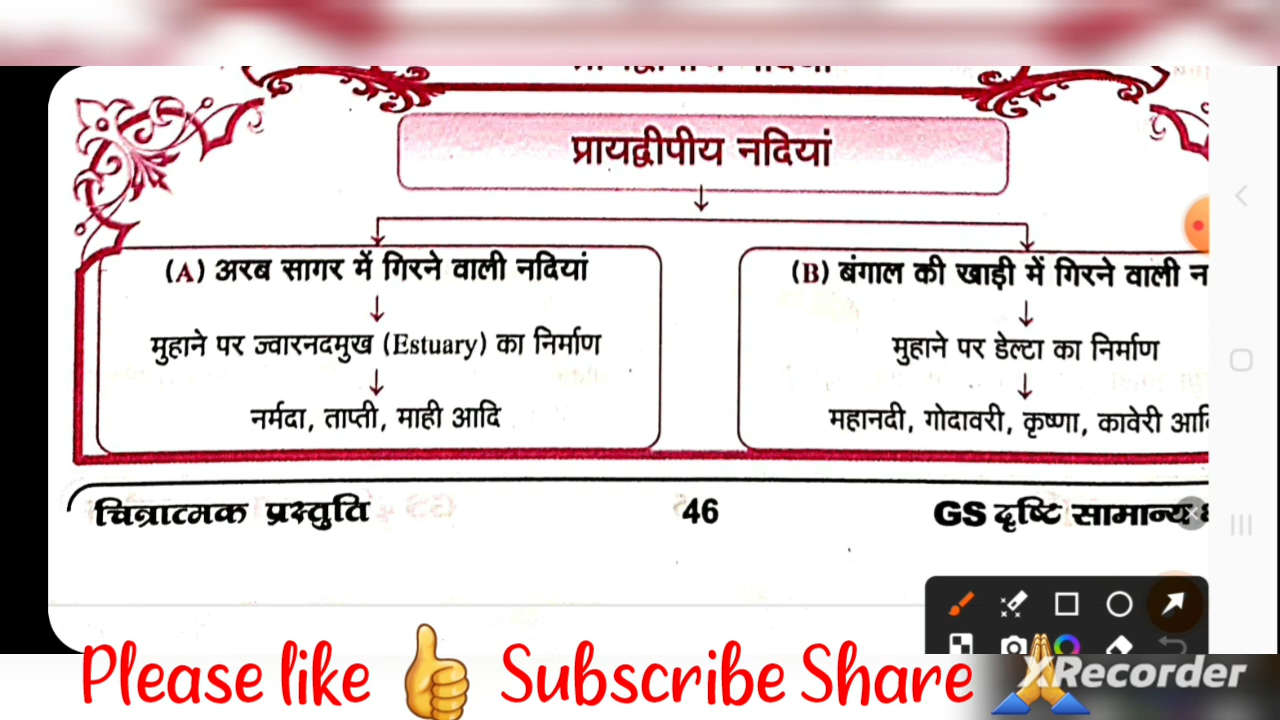 प्रायद्वीपीय नदियां
(A) अरब सागर में गिरने वाली नदियां
मुहाने पर ज्वारनदमुख (Estuary) का निर्माण
नर्मदा, ताप्ती, माही आदि
(B) बंगाल की खाड़ी में गिरने वाली
मुहाने पर डेल्टा का निर्माण
महानदी, गोदावरी, कृष्णा, कावेरी
चित्रात्मक प्रस्तुति
46
GS दृष्टि सामान्य
Please like Subscribe Share
XRecorder